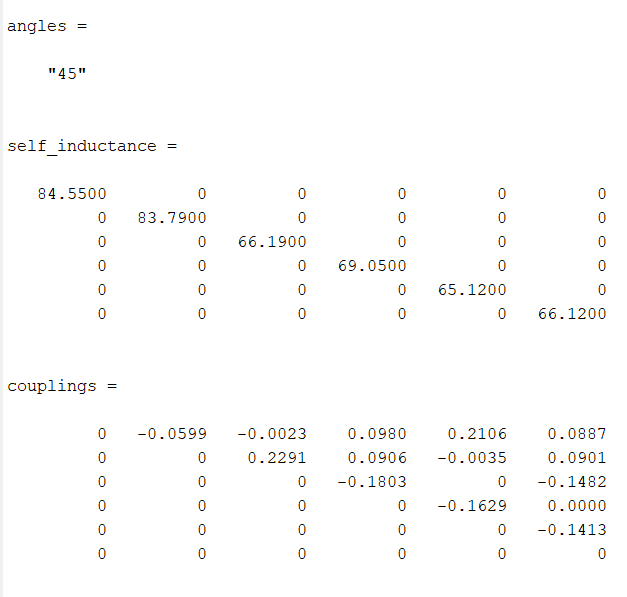 angles =
"45"
self_inductance =
84.5500 0 0 0 0 0
0 83.7900 0 0 0 0
0 0 66.1900 0 0 0
0 0 0 69.0500 0 0
0 0 0 0 65.1200 0
0 0 0 0 0 66.1200
couplings =
0 -0.0599 -0.0023 0.0980 0.2106 0.0887
0 0 0.2291 0.0906 -0.0035 0.0901
0 0 0 -0.1803 0 -0.1482
0 0 0 0 -0.1629 0.0000
0 0 0 0 0 -0.1413
0 0 0 0 0 0